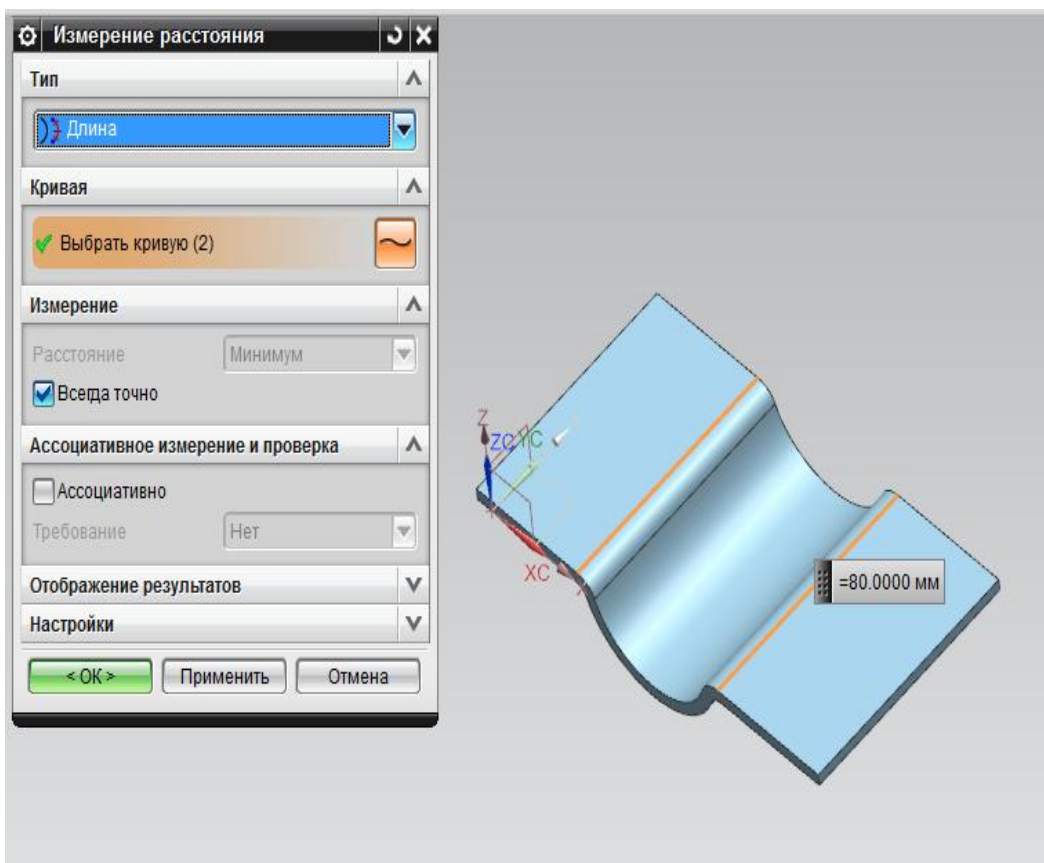 Измерение расстояния
Тип
Длина
Кривая
Выбрать кривую (2)
Измерение
Расстояние Минимум
Всегда точно
Ассоциативное измерение и проверка
Ассоциативно
Требование Нет
Отображение результатов
Настройки
< ОК > Применить Отмена
Z
ZC YC
XC
=80.0000 мм